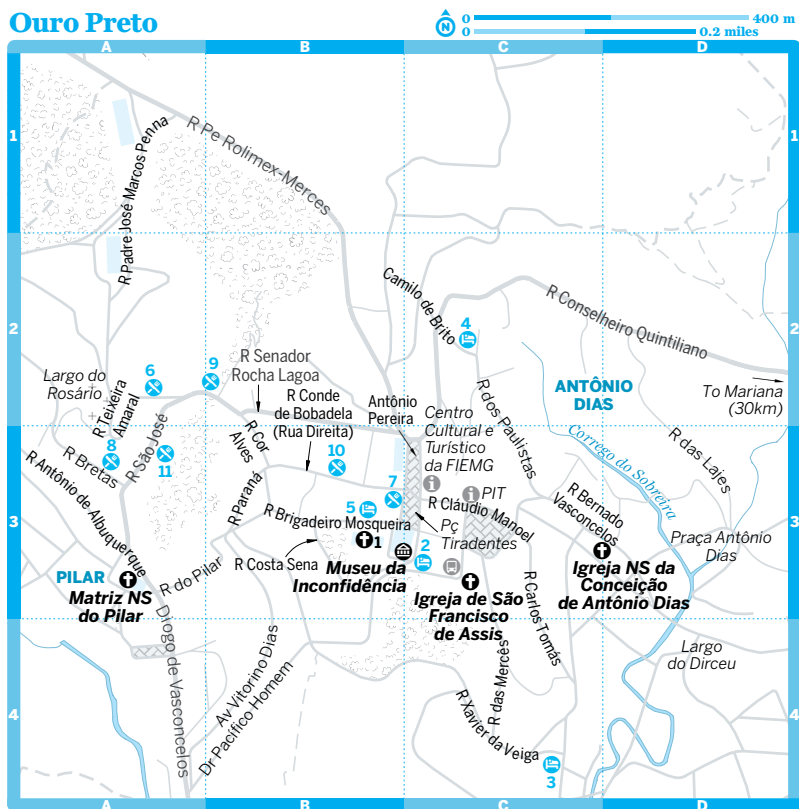 Ouro Preto
N
0
400 m
0
0.2 miles
A
B
C
D
1
1
R Pe Rolimex-Merces
R Padre José Marcos Penna
Camilo de Brito
R Conselheiro Quintiliano
2
2
4
6
9
R Senador
Rocha Lagoa
Largo do
Rosário
R Teixeira
Amaral
R Conde
de Bobadela
(Rua Direita)
Antônio
Pereira
Centro
Cultural e
Turístico
da FIEMG
R dos Paulistas
ANTÔNIO
DIAS
To Mariana
(30km)
Corrego do Sobreira
R das Lajes
R São José
R Cor
Alves
8
R Bretas
11
10
7
PIT
R Antônio de Albuquerque
R Paraná
5
R Brigadeiro Mosqueira
R Cláudio Manoel
R Bernado
Vasconcelos
3
3
Pç
Tiradentes
Praça Antônio
Dias
1
2
R Costa Sena
Museu da
Inconfidência
Igreja NS da
Conceição
de Antônio Dias
PILAR
Matriz NS
do Pilar
R do Pilar
Igreja de São
Francisco
de Assis
R Carlos Tomás
Diogo de Vasconcelos
Av Vitorino Dias
Dr Pacífico Homem
R das Mercês
Largo
do Dirceu
R Xavier da Veiga
4
4
3
A
B
C
D